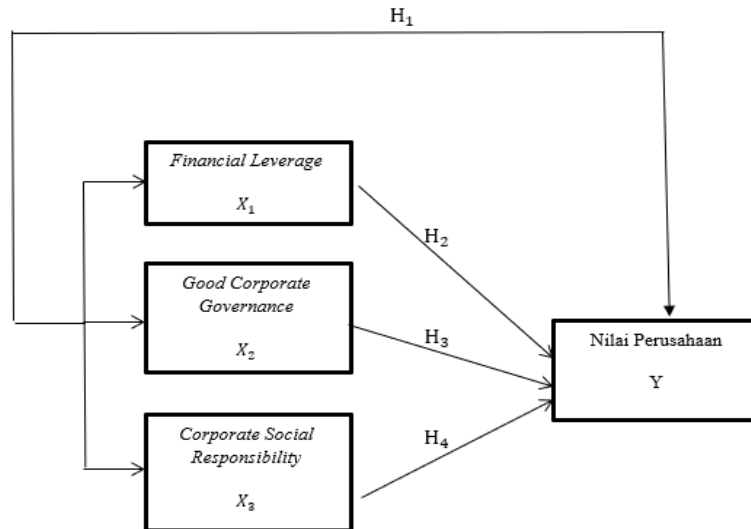 H₁
Financial Leverage
X₁
H₂
Good Corporate
Governance
X₂
H₃
Nilai Perusahaan
Y
Corporate Social
Responsibility
X₃
H₄